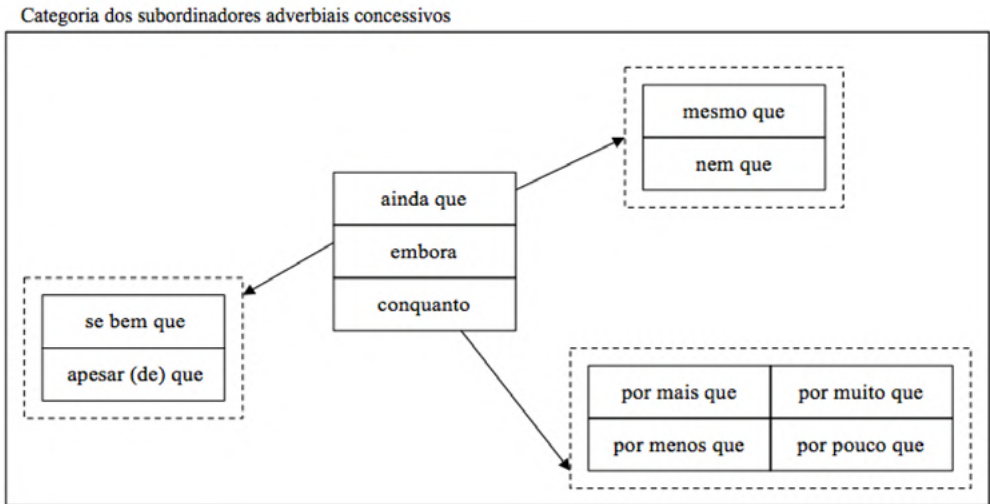 Categoria dos subordinadores adverbiais concessivos
mesmo que
nem que
ainda que
embora
conquanto
se bem que
apesar (de) que
por mais que
por muito que
por menos que
por pouco que